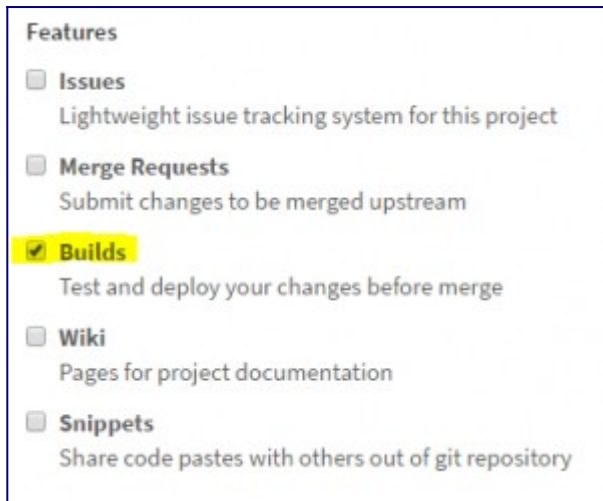 Features
Issues
Lightweight issue tracking system for this project
Merge Requests
Submit changes to be merged upstream
Builds
Test and deploy your changes before merge
Wiki
Pages for project documentation
Snippets
Share code pastes with others out of git repository